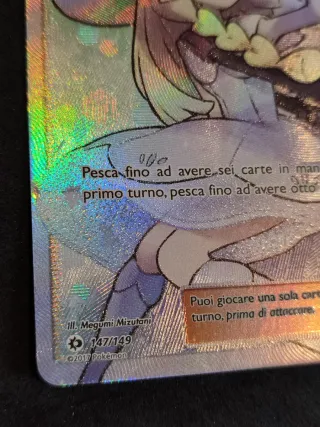 Pesca fino ad avere sei carte in man
primo turno, pesca fino ad avere otto
Puoi giocare una sola carta
turno, prima di attaccare.
Ill. Megumi Mizutani
147/149
©2017 Pokémon